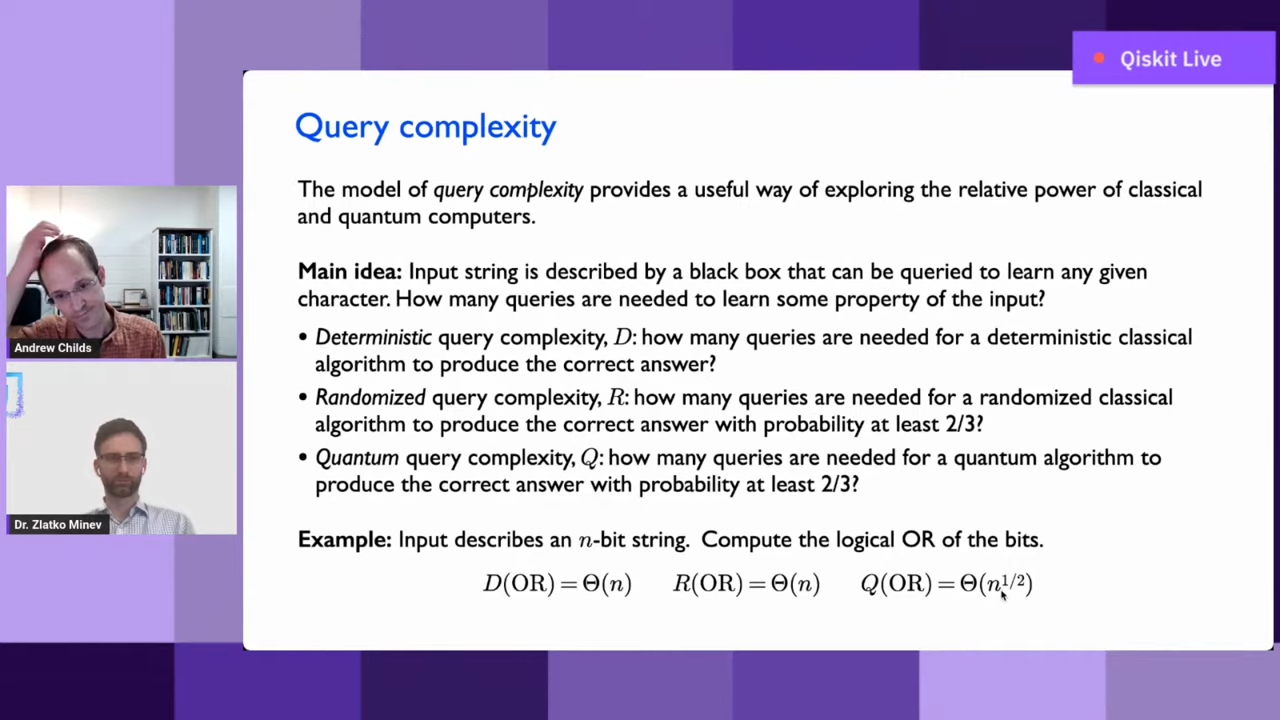 Qiskit Live
Query complexity
The model of query complexity provides a useful way of exploring the relative power of classical
and quantum computers.
Main idea: Input string is described by a black box that can be queried to learn any given
character. How many queries are needed to learn some property of the input?
• Deterministic query complexity, D: how many queries are needed for a deterministic classical
algorithm to produce the correct answer?
• Randomized query complexity, R: how many queries are needed for a randomized classical
algorithm to produce the correct answer with probability at least 2/3?
• Quantum query complexity, Q: how many queries are needed for a quantum algorithm to
produce the correct answer with probability at least 2/3?
Example: Input describes an n-bit string. Compute the logical OR of the bits.
D(OR) = Θ(n) R(OR) = Θ(n) Q(OR) = Θ(n^{1/2})
Andrew Childs
Dr. Zlatko Minev